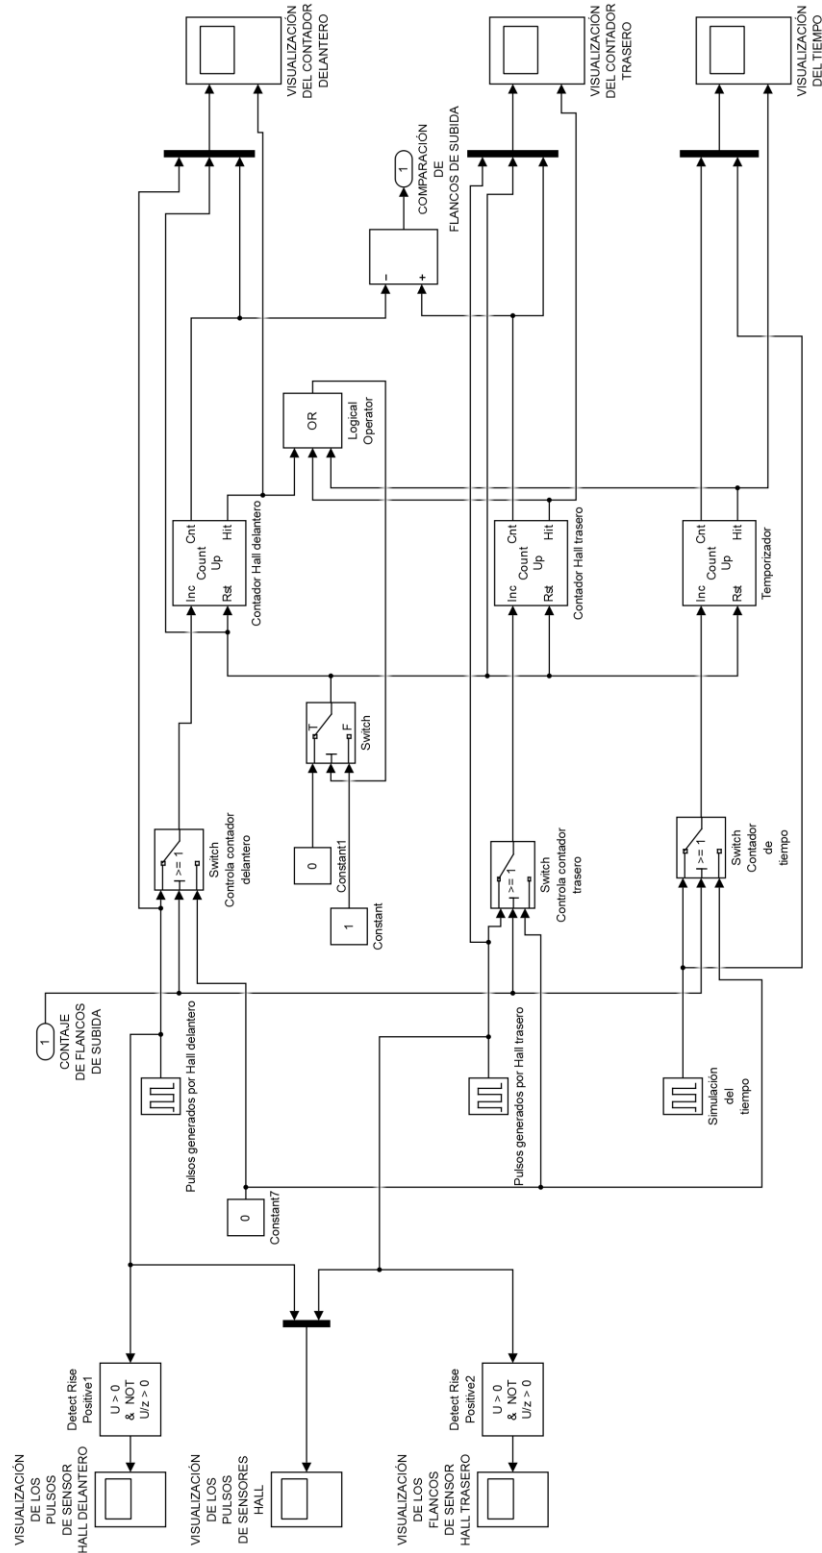 VISUALIZACIÓN
DE LOS
PULSOS
DE SENSOR
HALL DELANTERO
Detect Rise
Positive1
U > 0
& NOT
U/z > 0
VISUALIZACIÓN
DE LOS
PULSOS
DE SENSORES
HALL
VISUALIZACIÓN
DE LOS
FLANCOS
DE SENSOR
HALL TRASERO
Detect Rise
Positive2
U > 0
& NOT
U/z > 0
0
Constant7
Pulsos generados por Hall delantero
Pulsos generados por Hall trasero
Simulación
del
tiempo
1
CONTAJE
DE FLANCOS
DE SUBIDA
>= 1
Switch
Controla contador
delantero
1
Constant
0
Constant1
T
F
Switch
>= 1
Switch
Controla contador
trasero
>= 1
Switch
Contador
de
tiempo
Inc
Cnt
Count
Up
Rst
Hit
Contador Hall delantero
OR
Logical
Operator
Inc
Cnt
Count
Up
Rst
Hit
Contador Hall trasero
Inc
Cnt
Count
Up
Rst
Hit
Temporizador
−
+
1
COMPARACIÓN
DE
FLANCOS DE SUBIDA
VISUALIZACIÓN
DEL CONTADOR
DELANTERO
VISUALIZACIÓN
DEL CONTADOR
TRASERO
VISUALIZACIÓN
DEL TIEMPO